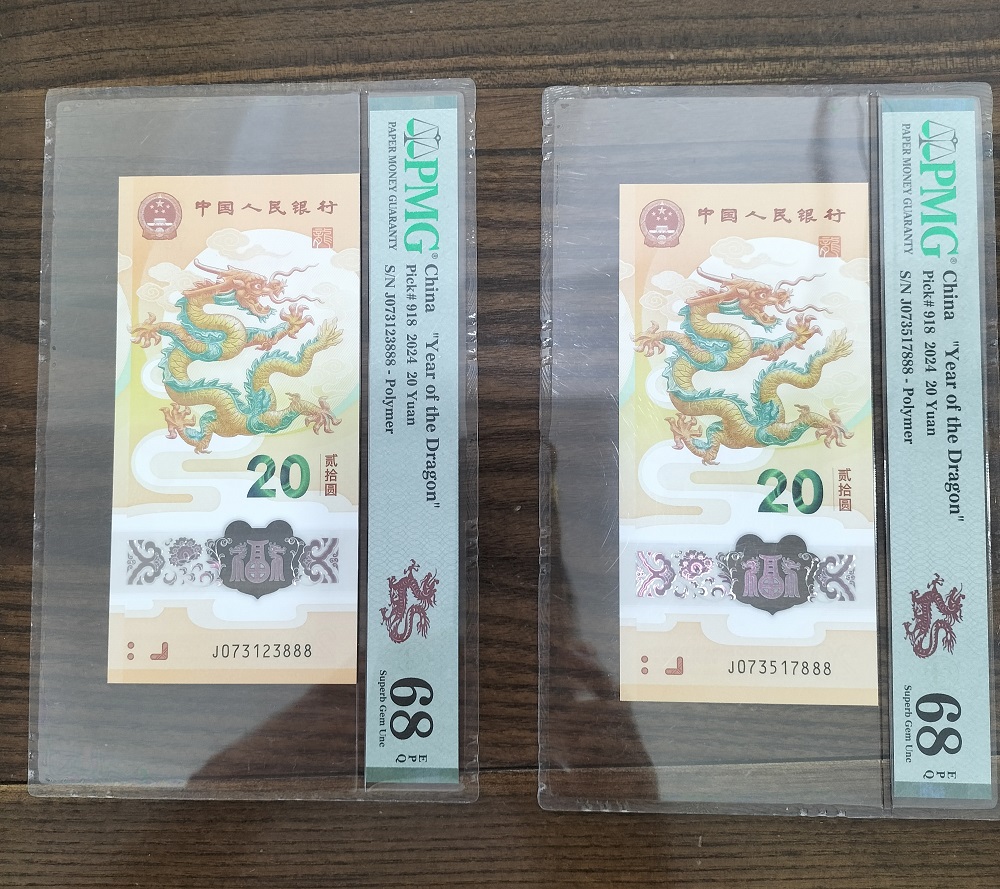 中国人民银行
龍
20
贰拾圆
J073123888
PMG®
PAPER MONEY GUARANTY
China "Year of the Dragon"
Pick# 918 2024 20 Yuan
S/N J073123888 - Polymer
68
EPQ
Superb Gem Unc
中国人民银行
龍
20
贰拾圆
J073517888
PMG®
PAPER MONEY GUARANTY
China "Year of the Dragon"
Pick# 918 2024 20 Yuan
S/N J073517888 - Polymer
68
EPQ
Superb Gem Unc